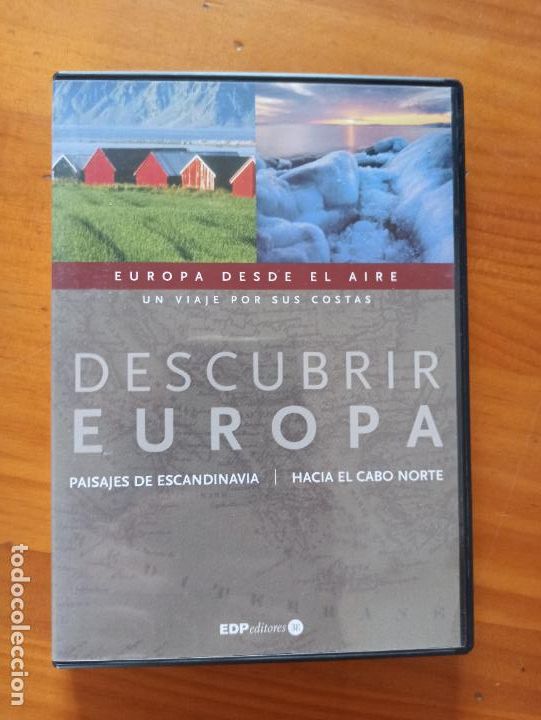 EUROPA DESDE EL AIRE
UN VIAJE POR SUS COSTAS
DESCUBRIR
EUROPA
PAISAJES DE ESCANDINAVIA | HACIA EL CABO NORTE
EDPeditores
todocoleccion